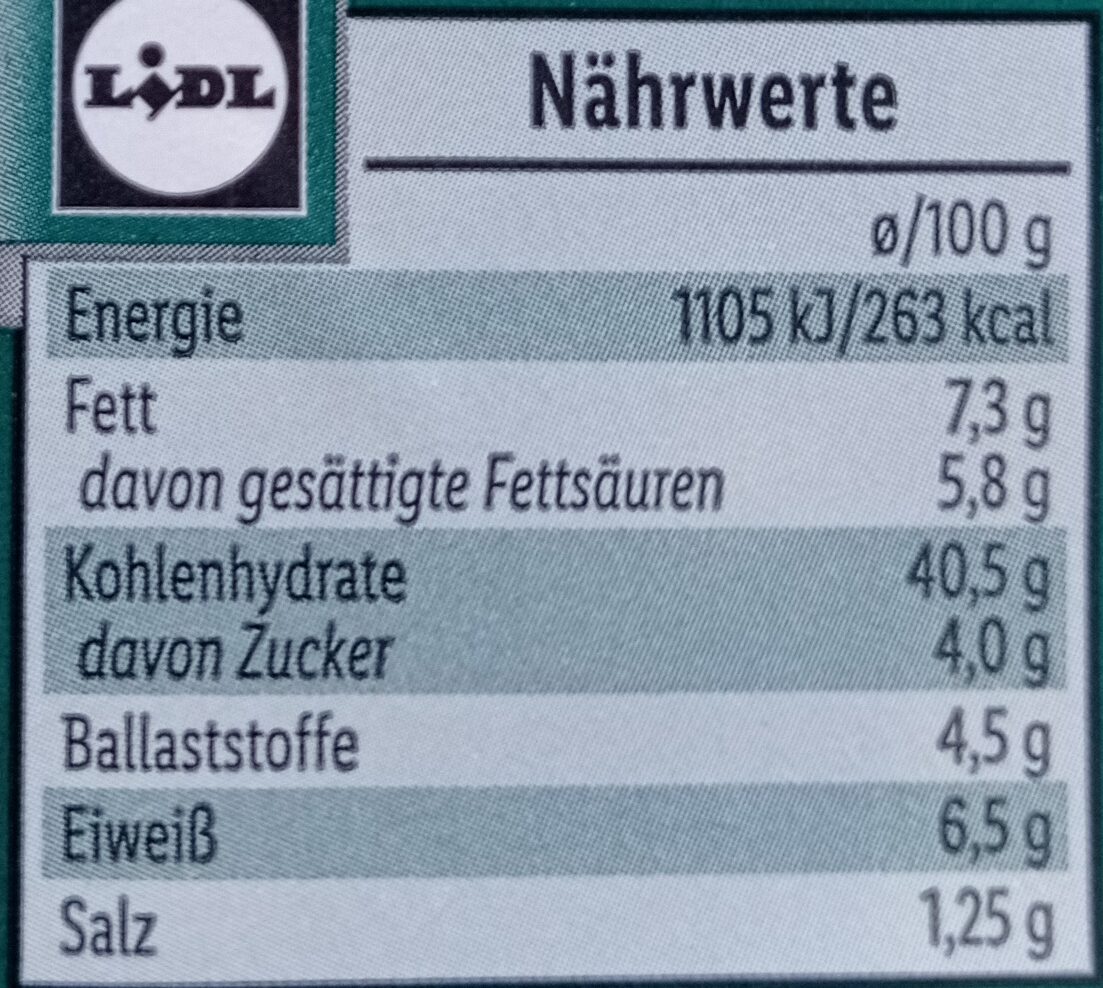 LiDL
Nährwerte
ø/100 g
Energie 1105 kJ/263 kcal
Fett 7,3 g
davon gesättigte Fettsäuren 5,8 g
Kohlenhydrate 40,5 g
davon Zucker 4,0 g
Ballaststoffe 4,5 g
Eiweiß 6,5 g
Salz 1,25 g